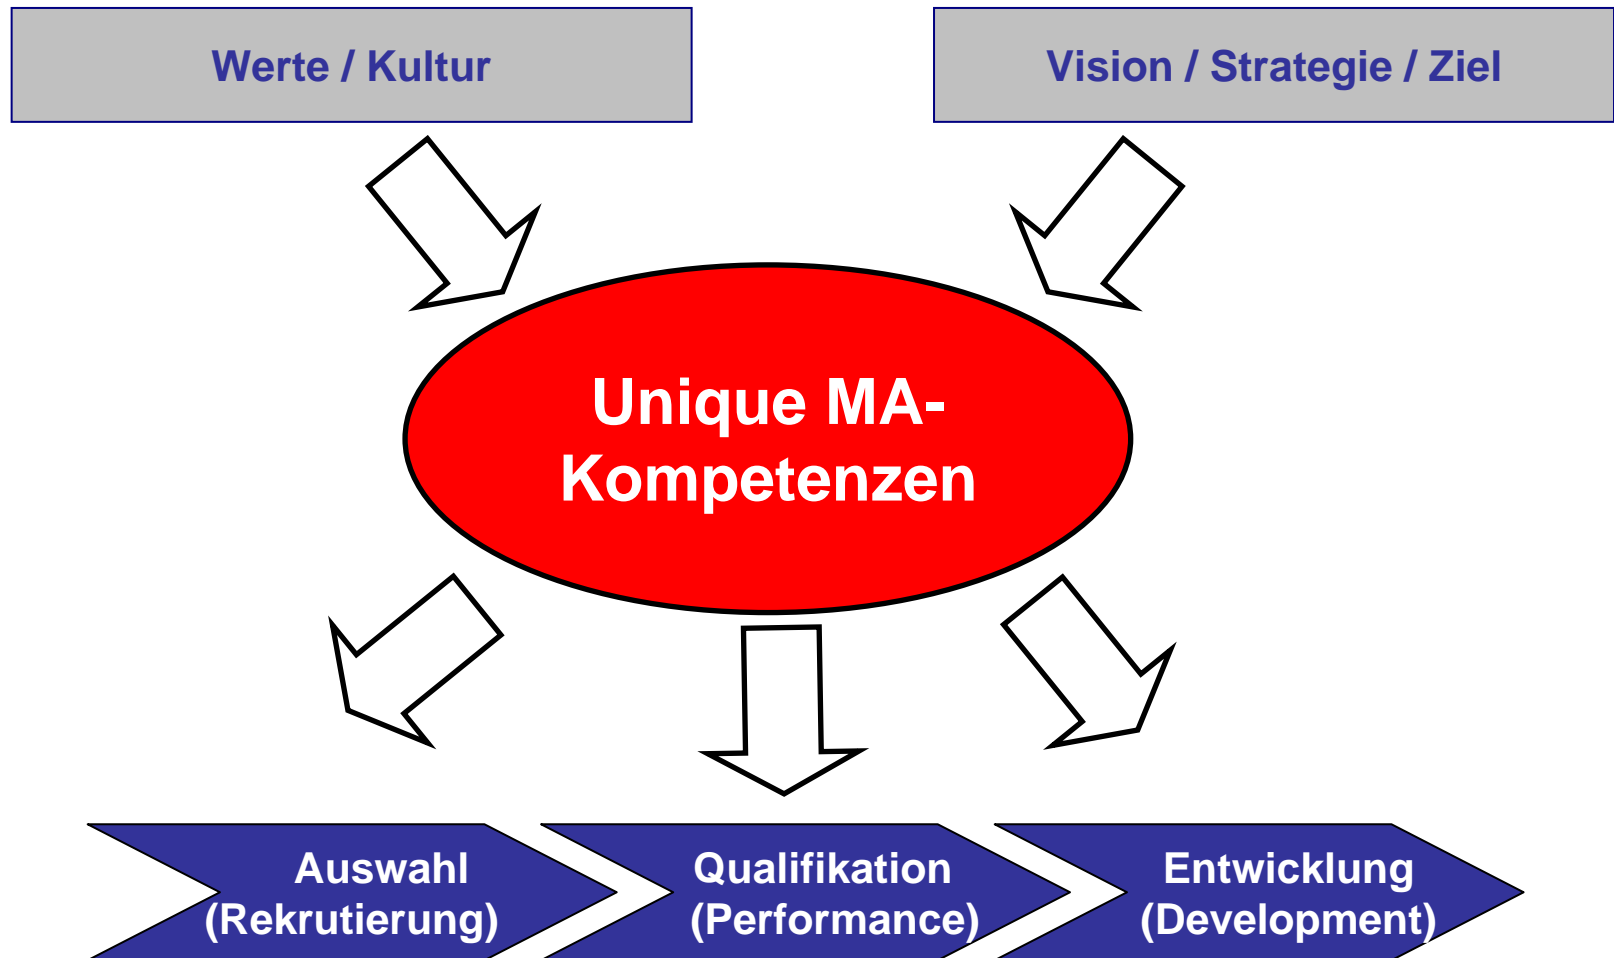 Werte / Kultur
Vision / Strategie / Ziel
Unique MA-
Kompetenzen
Auswahl
(Rekrutierung)
Qualifikation
(Performance)
Entwicklung
(Development)